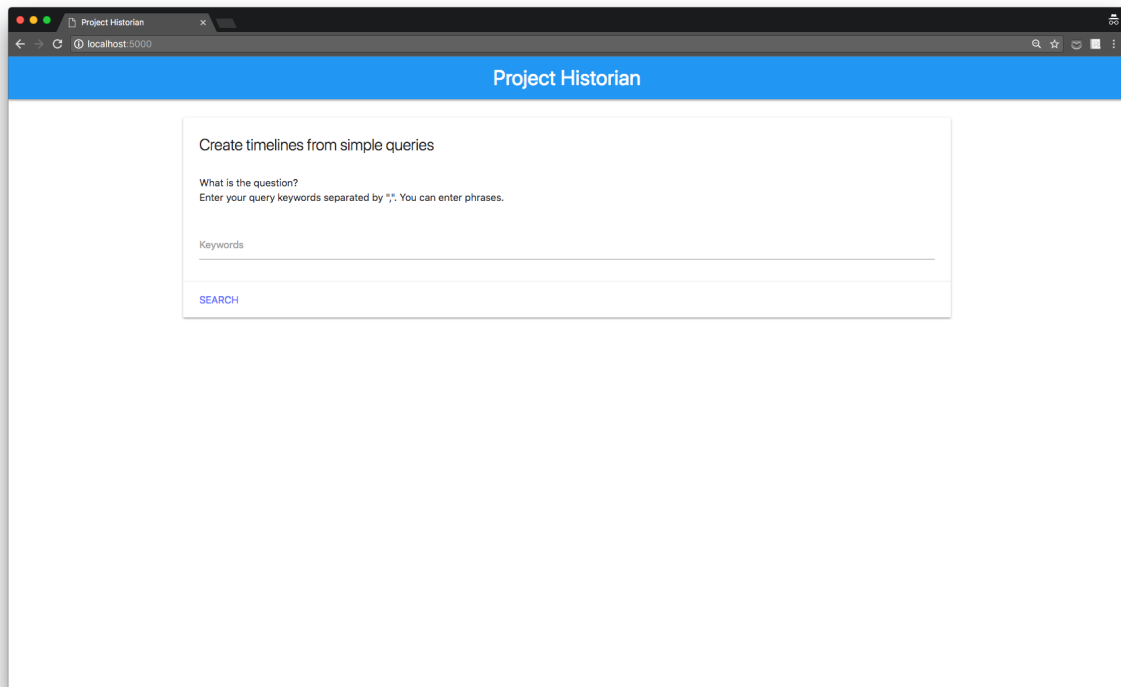 Project Historian
localhost:5000
Project Historian
Create timelines from simple queries
What is the question?
Enter your query keywords separated by ",". You can enter phrases.
Keywords
SEARCH